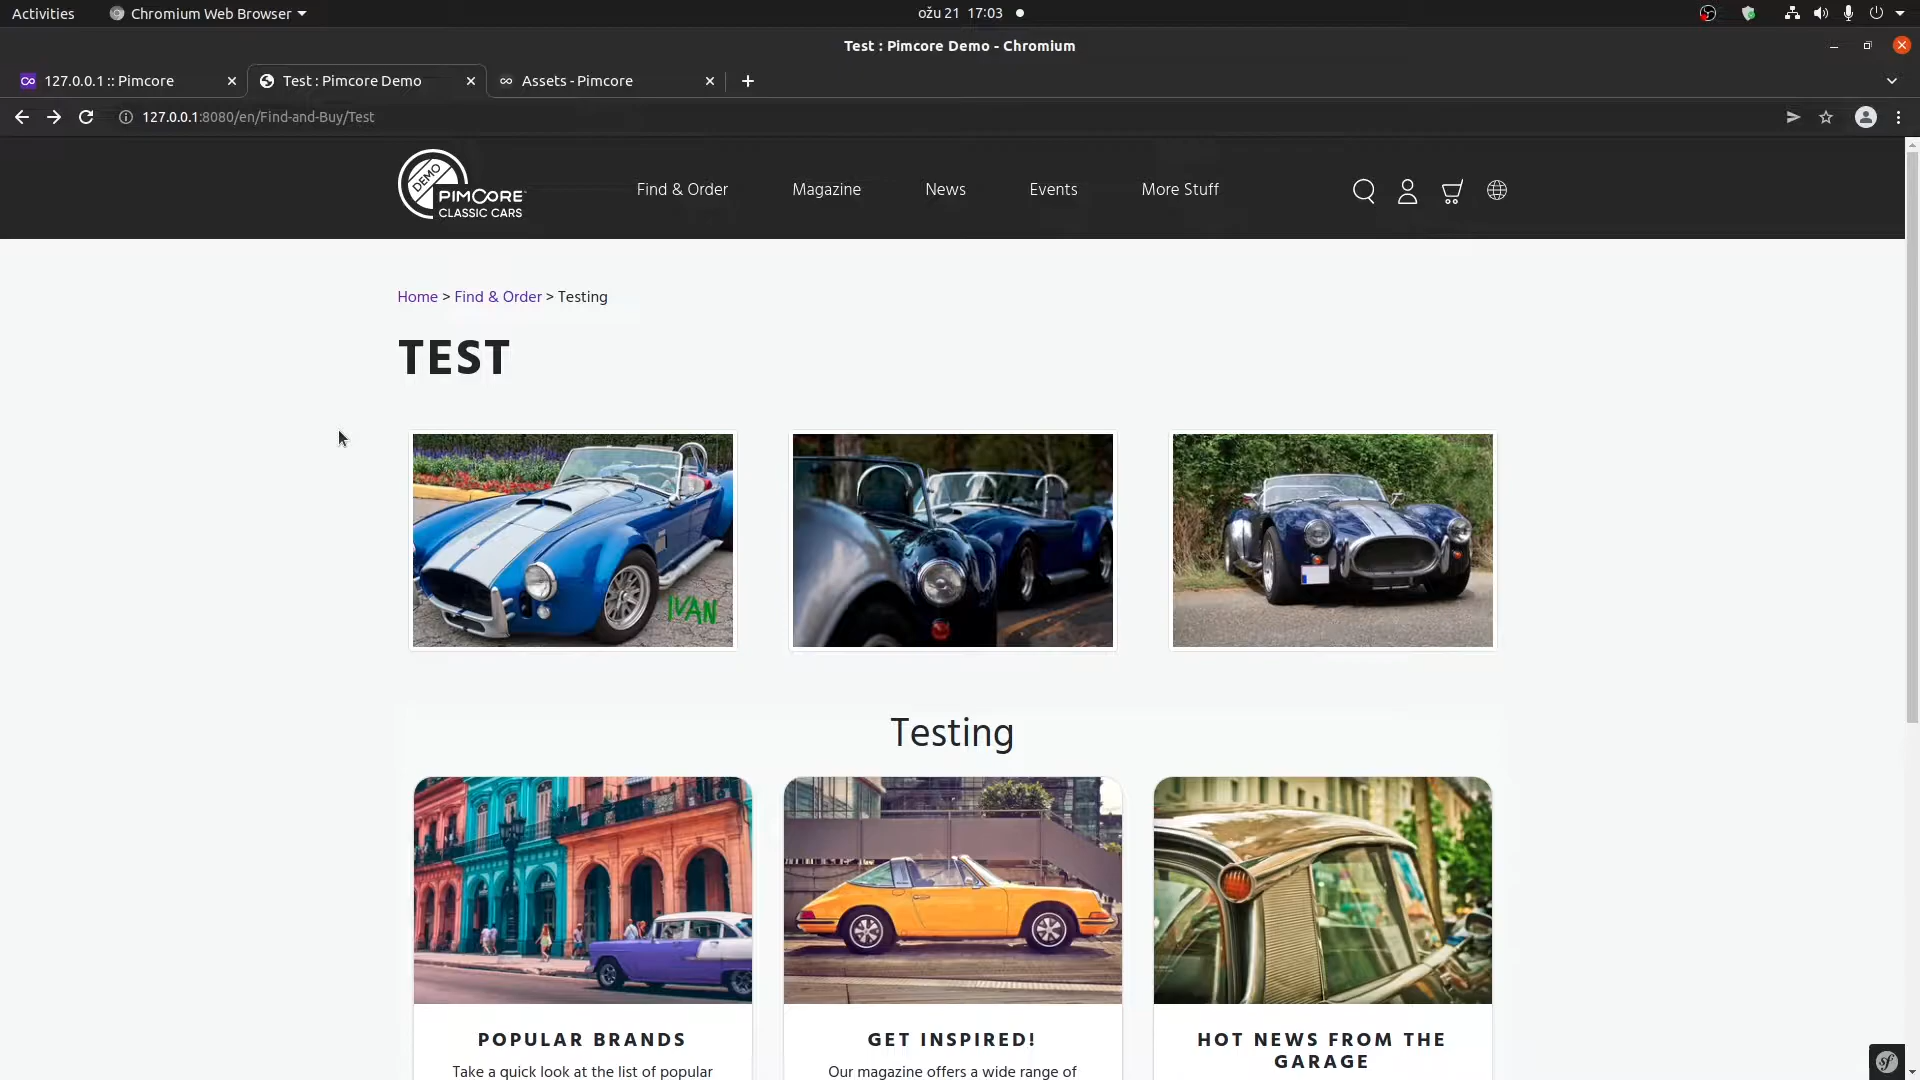 Activities
Chromium Web Browser
ožu 21 17:03
Test : Pimcore Demo - Chromium
127.0.0.1 :: Pimcore
Test : Pimcore Demo
Assets - Pimcore
127.0.0.1:8080/en/Find-and-Buy/Test
DEMO
PIMCORE
CLASSIC CARS
Find & Order
Magazine
News
Events
More Stuff
Home > Find & Order > Testing
TEST
IVAN
Testing
POPULAR BRANDS
Take a quick look at the list of popular
GET INSPIRED!
Our magazine offers a wide range of
HOT NEWS FROM THE
GARAGE
sf